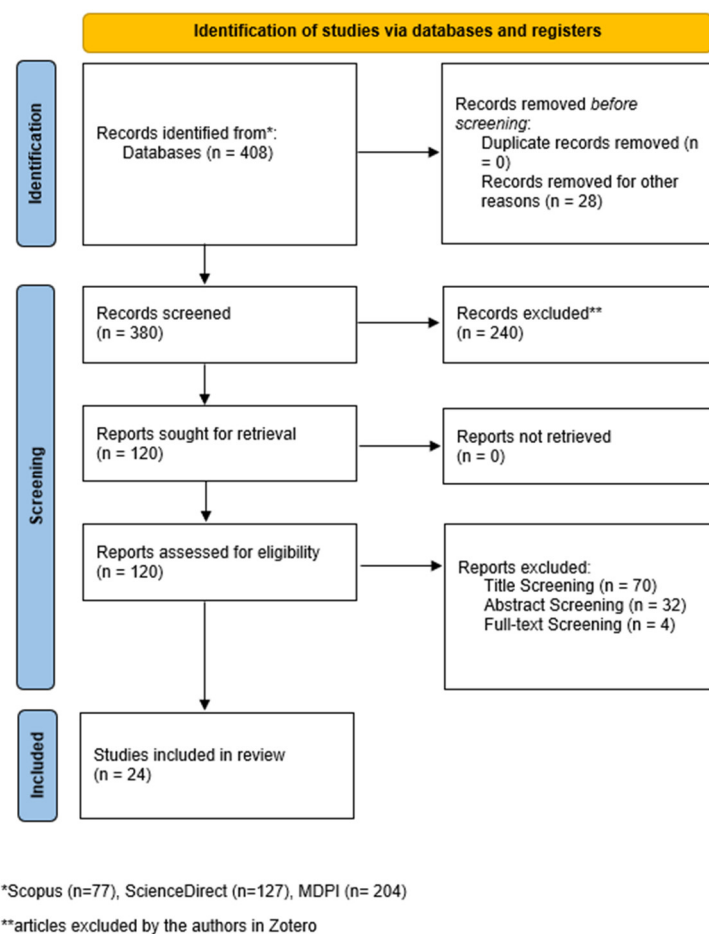 Identification of studies via databases and registers
Identification
Records identified from*:
Databases (n = 408)
Records removed before
screening:
Duplicate records removed (n
= 0)
Records removed for other
reasons (n = 28)
Screening
Records screened
(n = 380)
Records excluded**
(n = 240)
Reports sought for retrieval
(n = 120)
Reports not retrieved
(n = 0)
Reports assessed for eligibility
(n = 120)
Reports excluded:
Title Screening (n = 70)
Abstract Screening (n = 32)
Full-text Screening (n = 4)
Included
Studies included in review
(n = 24)
*Scopus (n=77), ScienceDirect (n=127), MDPI (n= 204)
**articles excluded by the authors in Zotero